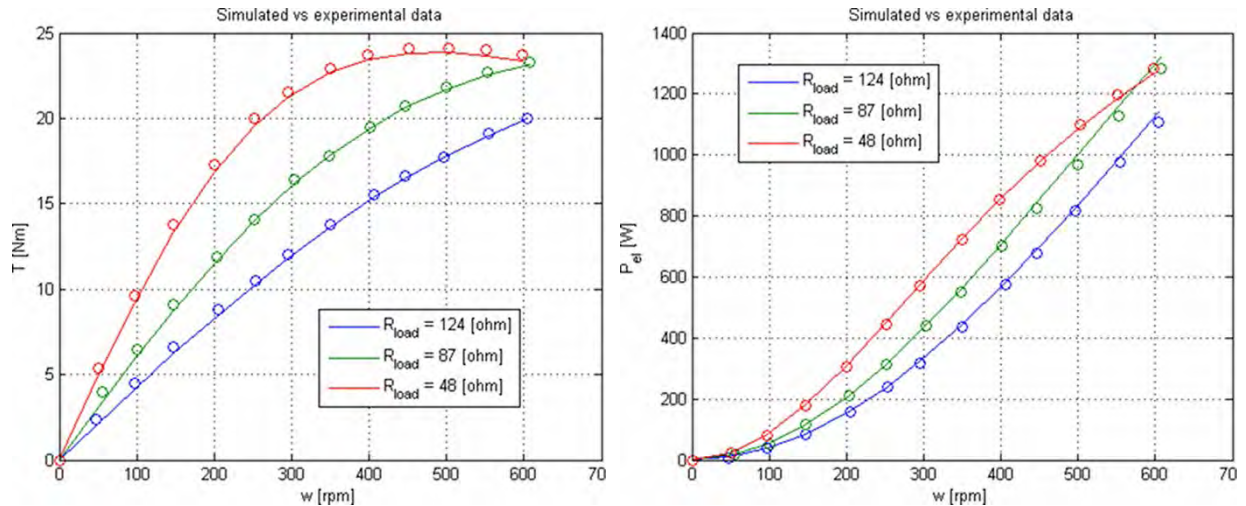 Simulated vs experimental data
T [Nm]
25
20
15
10
5
0
R_load = 124 [ohm]
R_load = 87 [ohm]
R_load = 48 [ohm]
0 100 200 300 400 500 600 70
w [rpm]
Simulated vs experimental data
P_el [W]
1400
1200
1000
800
600
400
200
0
R_load = 124 [ohm]
R_load = 87 [ohm]
R_load = 48 [ohm]
0 100 200 300 400 500 600 70
w [rpm]